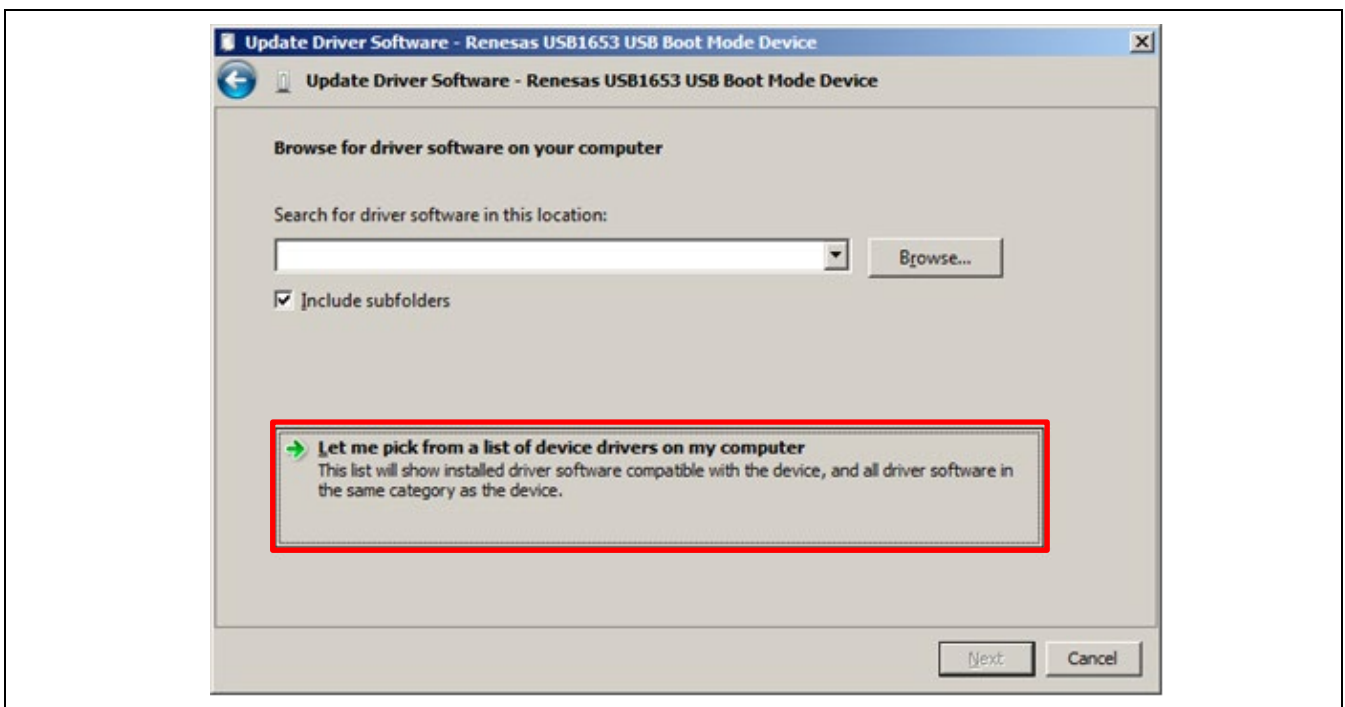 Update Driver Software - Renesas USB1653 USB Boot Mode Device
Update Driver Software - Renesas USB1653 USB Boot Mode Device
Browse for driver software on your computer
Search for driver software in this location:
Browse...
Include subfolders
Let me pick from a list of device drivers on my computer
This list will show installed driver software compatible with the device, and all driver software in
the same category as the device.
Next
Cancel